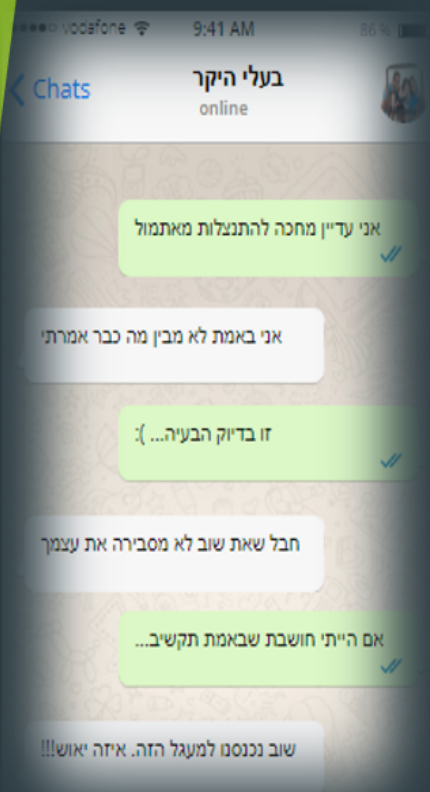 vodafone 9:41 AM 86 %
Chats
בעלי היקר
online
אני עדיין מחכה להתנצלות מאתמול
אני באמת לא מבין מה כבר אמרתי
זו בדיוק הבעיה... ):
חבל שאת שוב לא מסבירה את עצמך
אם הייתי חושבת שבאמת תקשיב...
שוב נכנסנו למעגל הזה. איזה יאוש!!!